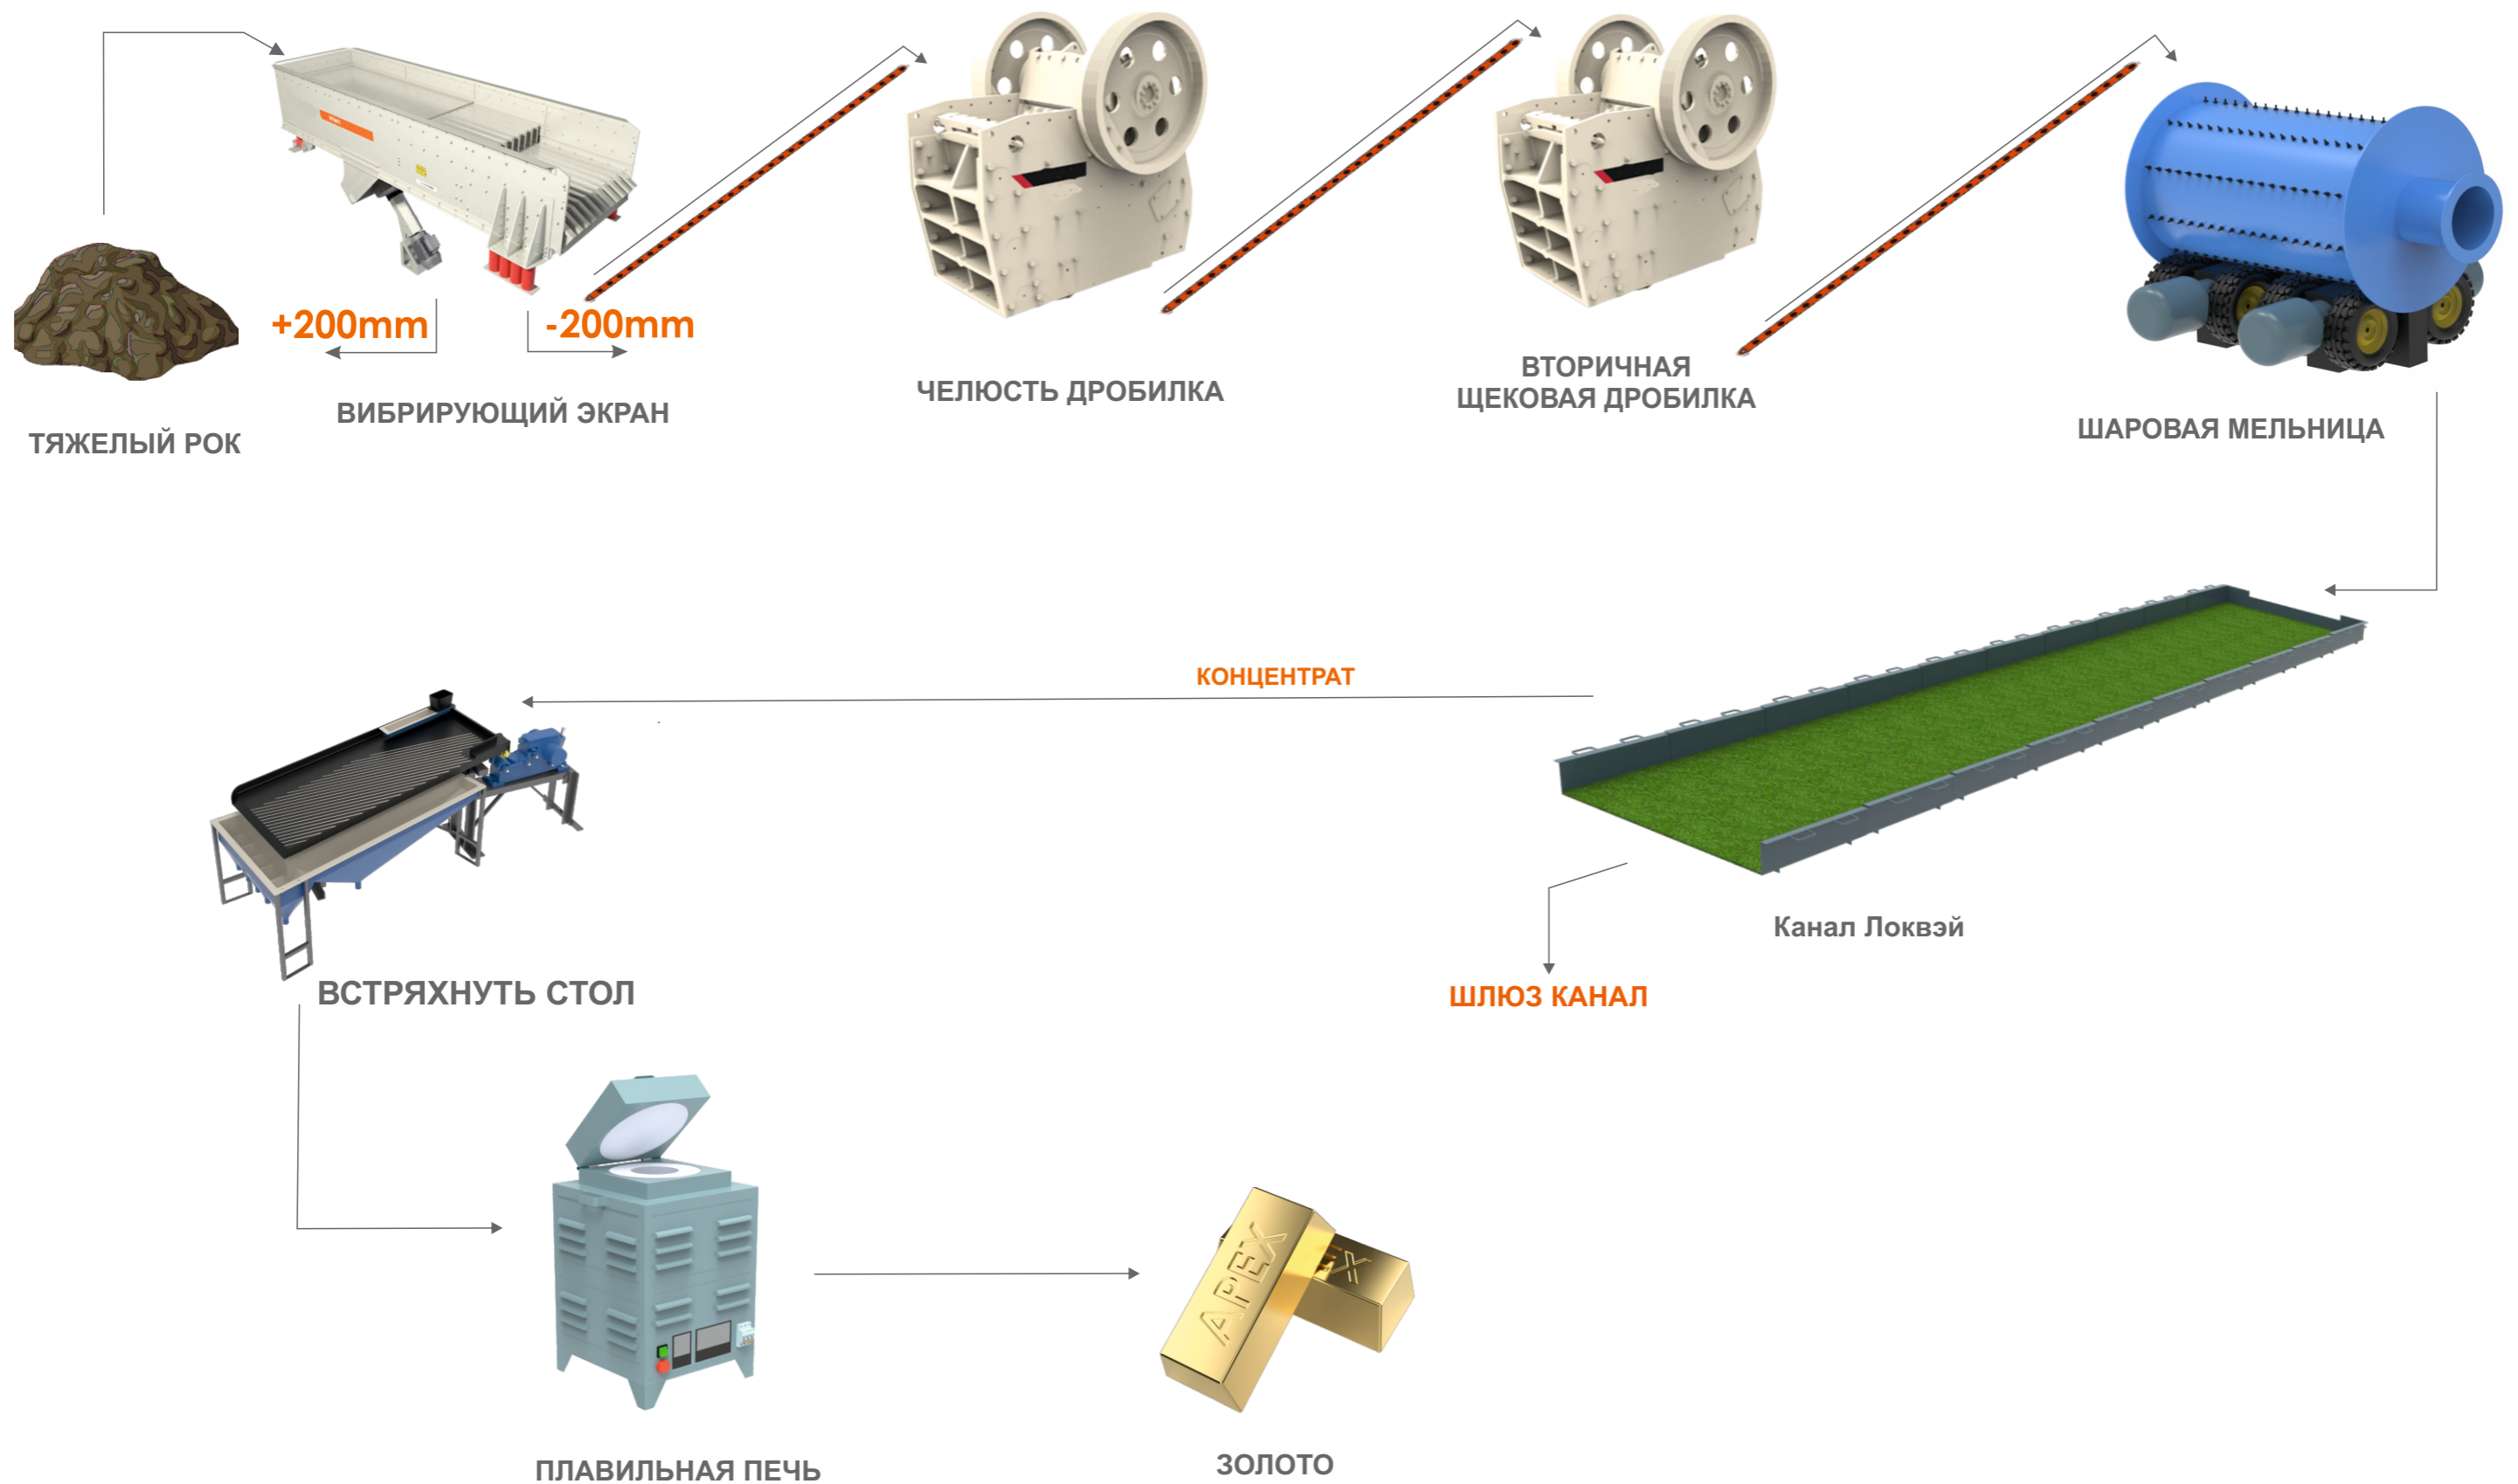 +200mm
-200mm
ТЯЖЕЛЫЙ РОК
ВИБРИРУЮЩИЙ ЭКРАН
ЧЕЛЮСТЬ ДРОБИЛКА
ВТОРИЧНАЯ
ЩЕКОВАЯ ДРОБИЛКА
ШАРОВАЯ МЕЛЬНИЦА
КОНЦЕНТРАТ
Канал Локвэй
ШЛЮЗ КАНАЛ
ВСТРЯХНУТЬ СТОЛ
APEX
EX
ПЛАВИЛЬНАЯ ПЕЧЬ
ЗОЛОТО